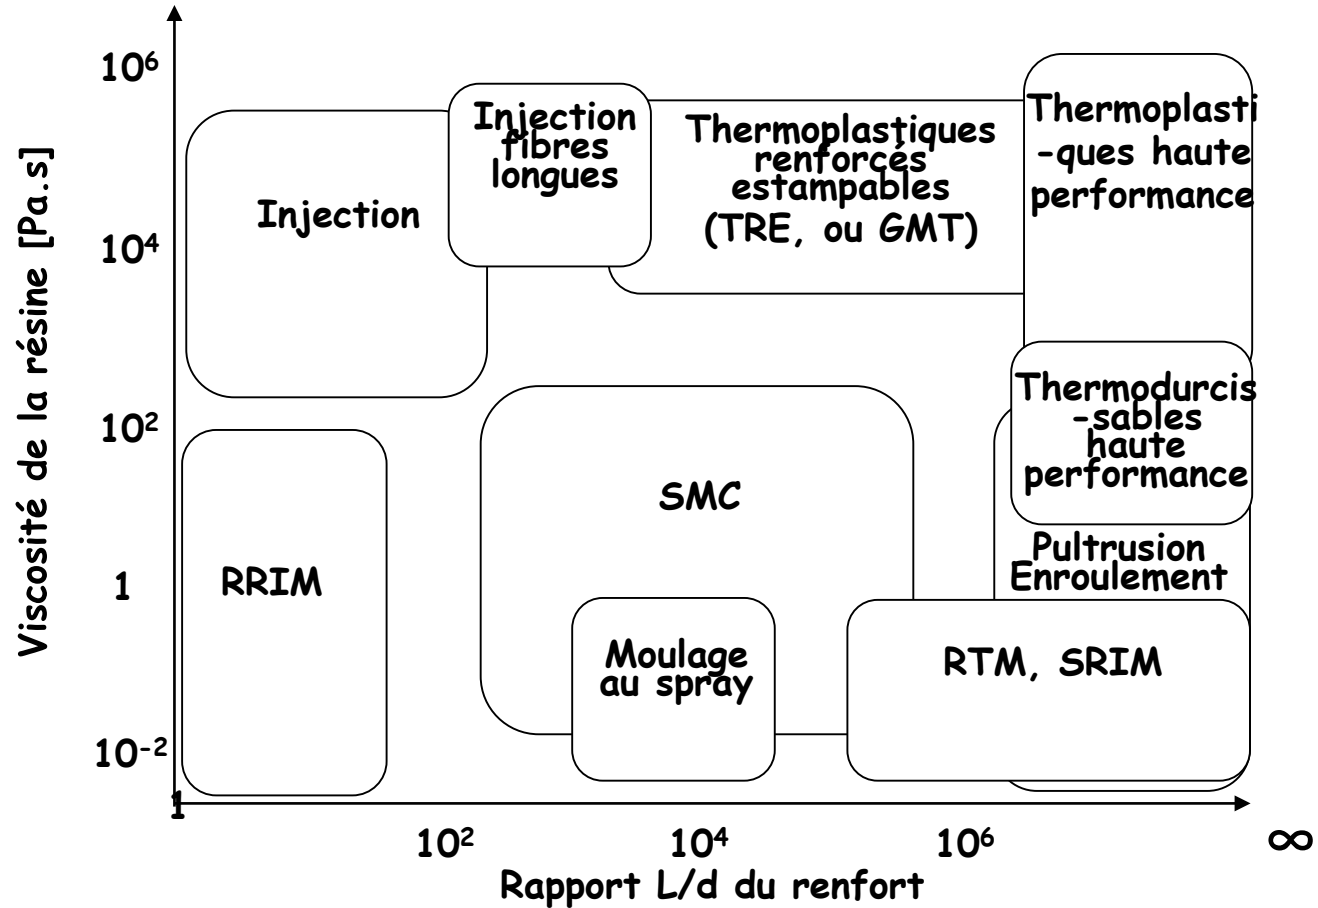 Viscosité de la résine [Pa.s]
10⁶
10⁴
10²
1
10⁻²
Injection
Injection
fibres
longues
Thermoplastiques
renforcés
estampables
(TRE, ou GMT)
Thermoplasti
-ques haute
performance
Thermodurcis
-sables
haute
performance
SMC
RRIM
Pultrusion
Enroulement
Moulage
au spray
RTM, SRIM
1
10²
10⁴
10⁶
∞
Rapport L/d du renfort